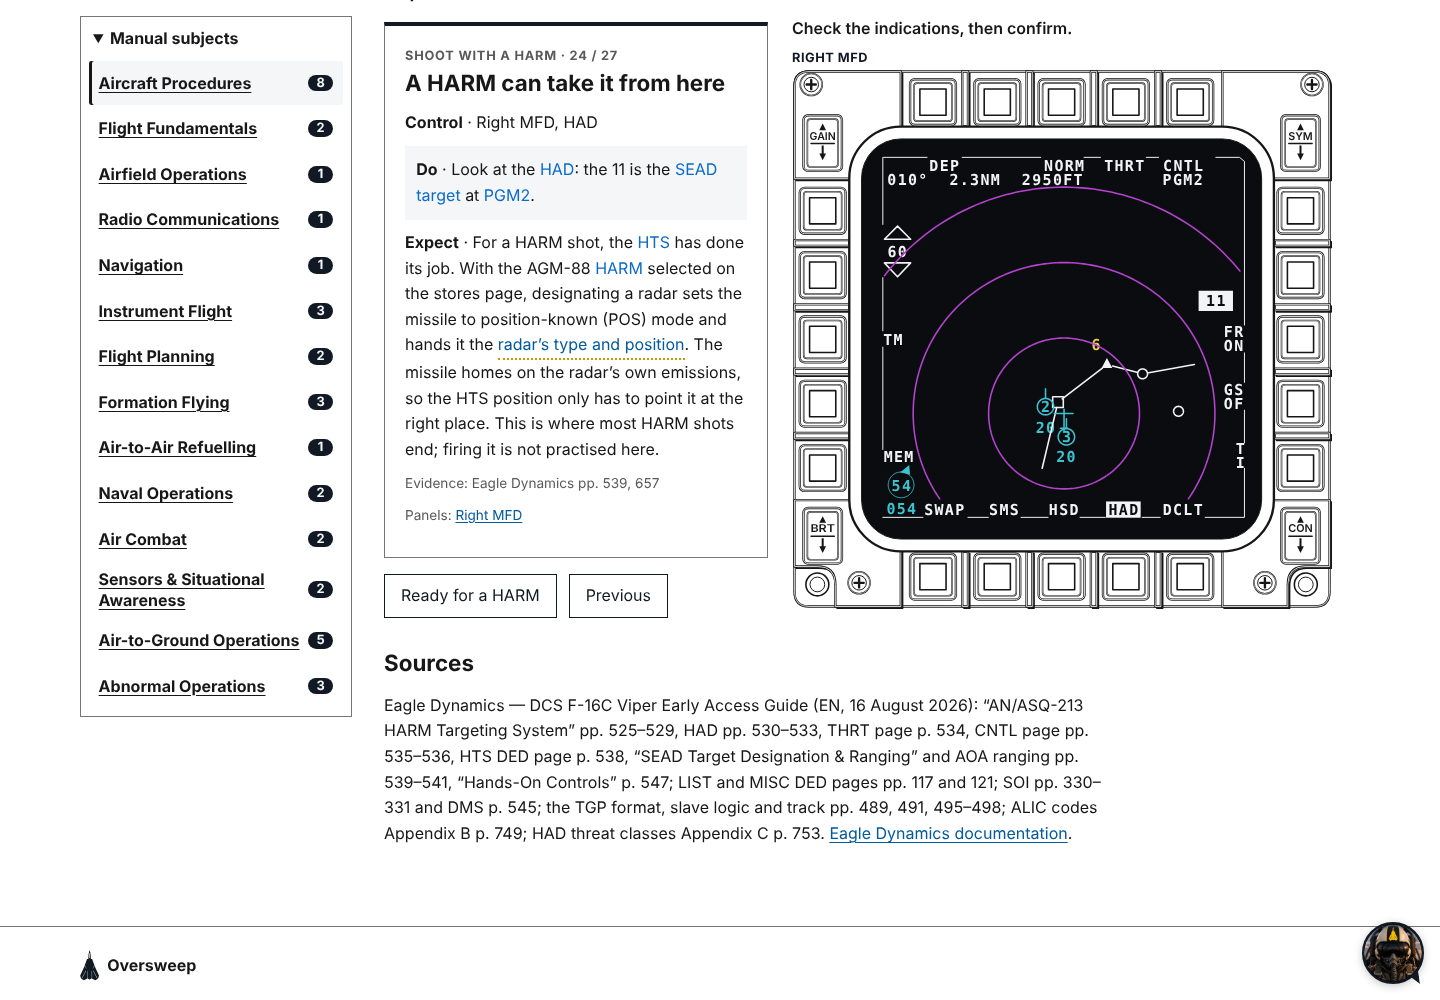 ▼ Manual subjects
Aircraft Procedures 8
Flight Fundamentals 2
Airfield Operations 1
Radio Communications 1
Navigation 1
Instrument Flight 3
Flight Planning 2
Formation Flying 3
Air-to-Air Refuelling 1
Naval Operations 2
Air Combat 2
Sensors & Situational
Awareness 2
Air-to-Ground Operations 5
Abnormal Operations 3
SHOOT WITH A HARM · 24 / 27
A HARM can take it from here
Control · Right MFD, HAD
Do · Look at the HAD: the 11 is the SEAD
target at PGM2.
Expect · For a HARM shot, the HTS has done
its job. With the AGM-88 HARM selected on
the stores page, designating a radar sets the
missile to position-known (POS) mode and
hands it the radar’s type and position. The
missile homes on the radar’s own emissions,
so the HTS position only has to point it at the
right place. This is where most HARM shots
end; firing it is not practised here.
Evidence: Eagle Dynamics pp. 539, 657
Panels: Right MFD
Ready for a HARM
Previous
Check the indications, then confirm.
RIGHT MFD
GAIN
SYM
DEP NORM THRT CNTL
010° 2.3NM 2950FT PGM2
60
11
TM
FR
ON
6
GS
OF
2
20
3
20
MEM
T
I
54
054 SWAP SMS HSD HAD DCLT
BRT
CON
Sources
Eagle Dynamics — DCS F-16C Viper Early Access Guide (EN, 16 August 2026): “AN/ASQ-213
HARM Targeting System” pp. 525–529, HAD pp. 530–533, THRT page p. 534, CNTL page pp.
535–536, HTS DED page p. 538, “SEAD Target Designation & Ranging” and AOA ranging pp.
539–541, “Hands-On Controls” p. 547; LIST and MISC DED pages pp. 117 and 121; SOI pp. 330–
331 and DMS p. 545; the TGP format, slave logic and track pp. 489, 491, 495–498; ALIC codes
Appendix B p. 749; HAD threat classes Appendix C p. 753. Eagle Dynamics documentation.
Oversweep